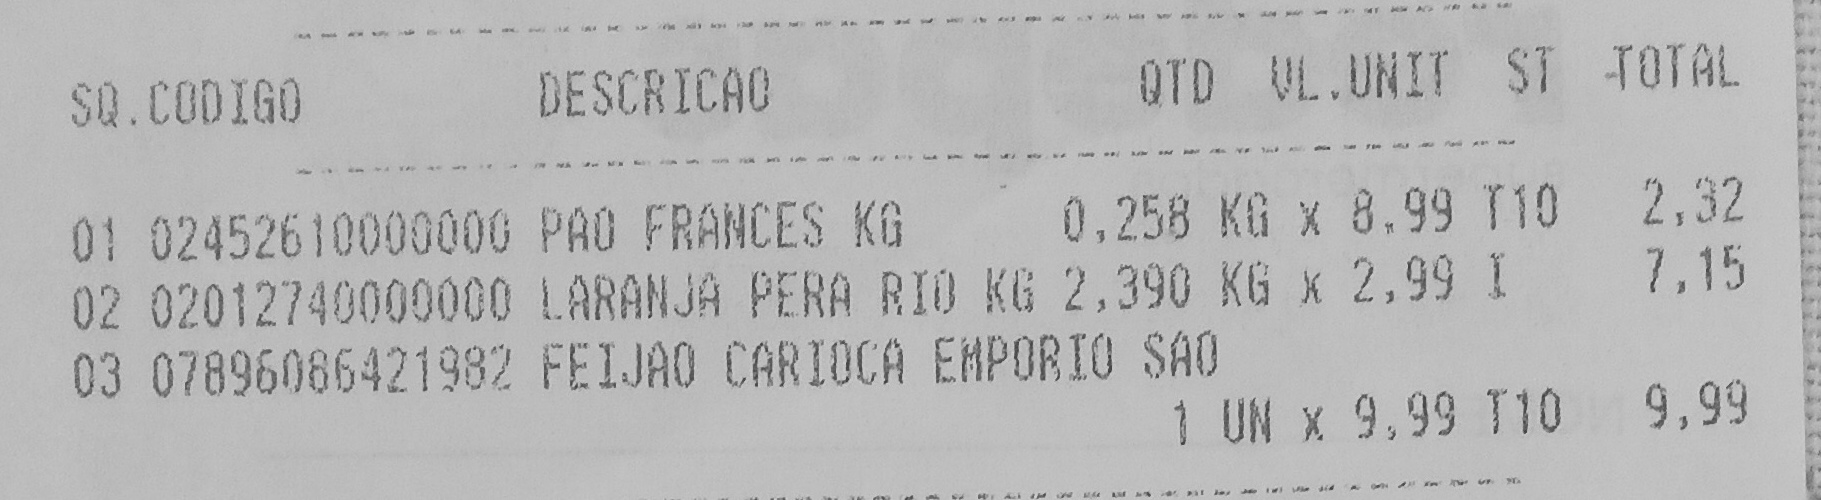 SQ.CODIGO DESCRICAO QTD VL.UNIT ST TOTAL
01 02452610000000 PAO FRANCES KG 0,258 KG x 8,99 T10 2,32
02 02012740000000 LARANJA PERA RIO KG 2,390 KG x 2,99 I 7,15
03 07896086421982 FEIJAO CARIOCA EMPORIO SAO
1 UN x 9,99 T10 9,99